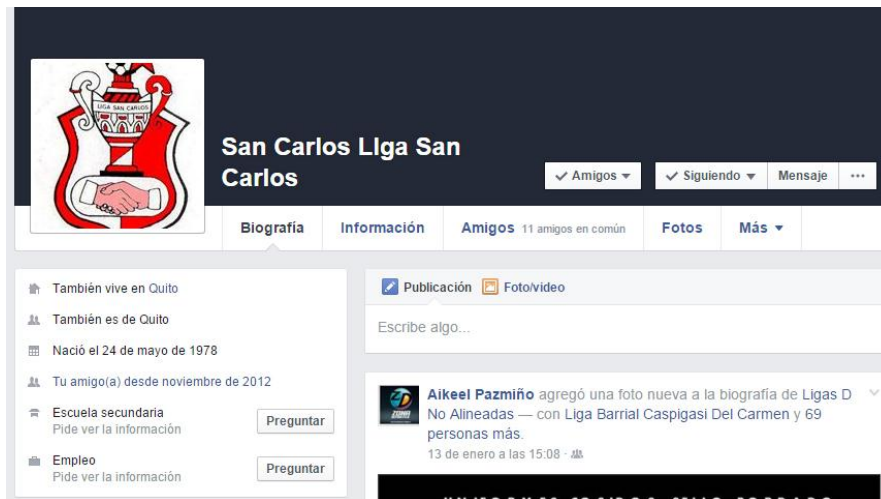 LIGA SAN CARLOS
San Carlos LIga San
Carlos
Amigos
Siguiendo
Mensaje
Biografía
Información
Amigos 11 amigos en común
Fotos
Más
También vive en Quito
También es de Quito
Nació el 24 de mayo de 1978
Tu amigo(a) desde noviembre de 2012
Escuela secundaria
Pide ver la información
Preguntar
Empleo
Pide ver la información
Preguntar
Publicación
Foto/video
Escribe algo...
Aikeel Pazmiño agregó una foto nueva a la biografía de Ligas D
No Alineadas — con Liga Barrial Caspigasi Del Carmen y 69
personas más.
13 de enero a las 15:08 ·